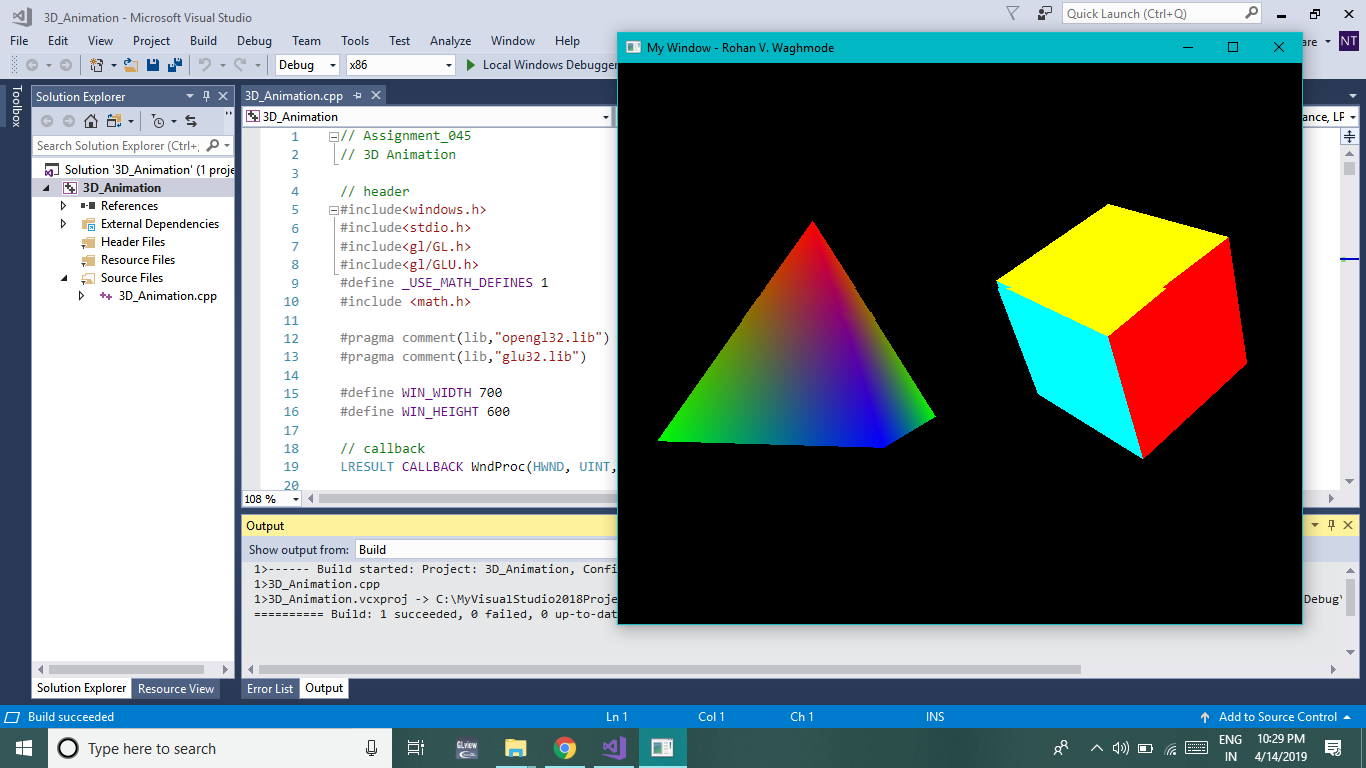 3D_Animation - Microsoft Visual Studio
Quick Launch (Ctrl+Q)
File Edit View Project Build Debug Team Tools Test Analyze Window Help
NT
Debug x86 Local Windows Debugger
My Window - Rohan V. Waghmode
Toolbox
Solution Explorer
Search Solution Explorer (Ctrl+;
Solution '3D_Animation' (1 proje
3D_Animation
References
External Dependencies
Header Files
Resource Files
Source Files
3D_Animation.cpp
3D_Animation.cpp
3D_Animation
1 // Assignment_045
2 // 3D Animation
3
4 // header
5 #include<windows.h>
6 #include<stdio.h>
7 #include<gl/GL.h>
8 #include<gl/GLU.h>
9 #define _USE_MATH_DEFINES 1
10 #include <math.h>
11
12 #pragma comment(lib,"opengl32.lib")
13 #pragma comment(lib,"glu32.lib")
14
15 #define WIN_WIDTH 700
16 #define WIN_HEIGHT 600
17
18 // callback
19 LRESULT CALLBACK WndProc(HWND, UINT,
20
108 %
Output
Show output from: Build
1>------ Build started: Project: 3D_Animation, Confi
1>3D_Animation.cpp
1>3D_Animation.vcxproj -> C:\MyVisualStudio2018Proje Debug\
========== Build: 1 succeeded, 0 failed, 0 up-to-dat
Solution Explorer Resource View
Error List Output
Build succeeded Ln 1 Col 1 Ch 1 INS Add to Source Control
Type here to search
GLview
ENG
IN
10:29 PM
4/14/2019